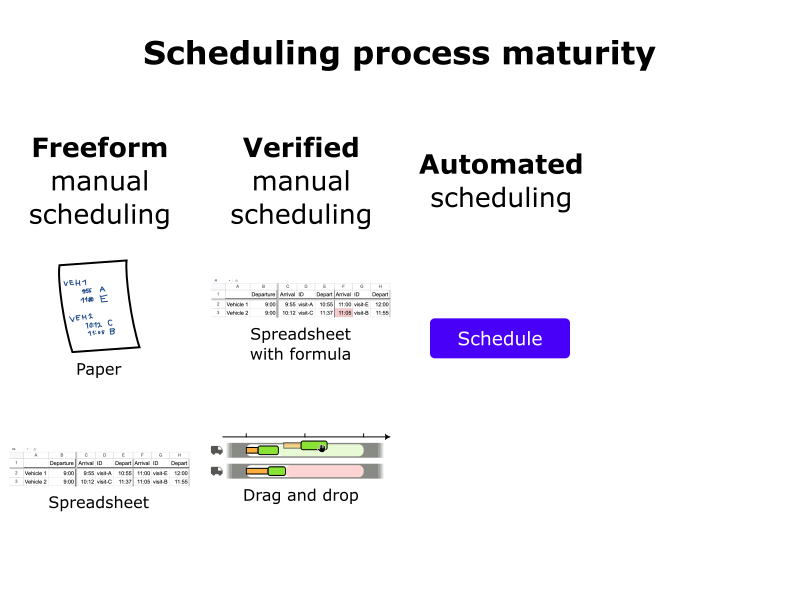 Scheduling process maturity
Freeform
manual
scheduling
Verified
manual
scheduling
Automated
scheduling
VEH 1
9:55 A
11:00 E
VEH 2
10:12 C
11:05 B
Paper
A B C D E F G H
1 Departure Arrival ID Depart Arrival ID Depart
2 Vehicle 1 9:00 9:55 visit-A 10:55 11:00 visit-E 12:00
3 Vehicle 2 9:00 10:12 visit-C 11:37 11:05 visit-B 11:55
Spreadsheet
with formula
Schedule
A B C D E F G H
1 Departure Arrival ID Depart Arrival ID Depart
2 Vehicle 1 9:00 9:55 visit-A 10:55 11:00 visit-E 12:00
3 Vehicle 2 9:00 10:12 visit-C 11:37 11:05 visit-B 11:55
Spreadsheet
Drag and drop